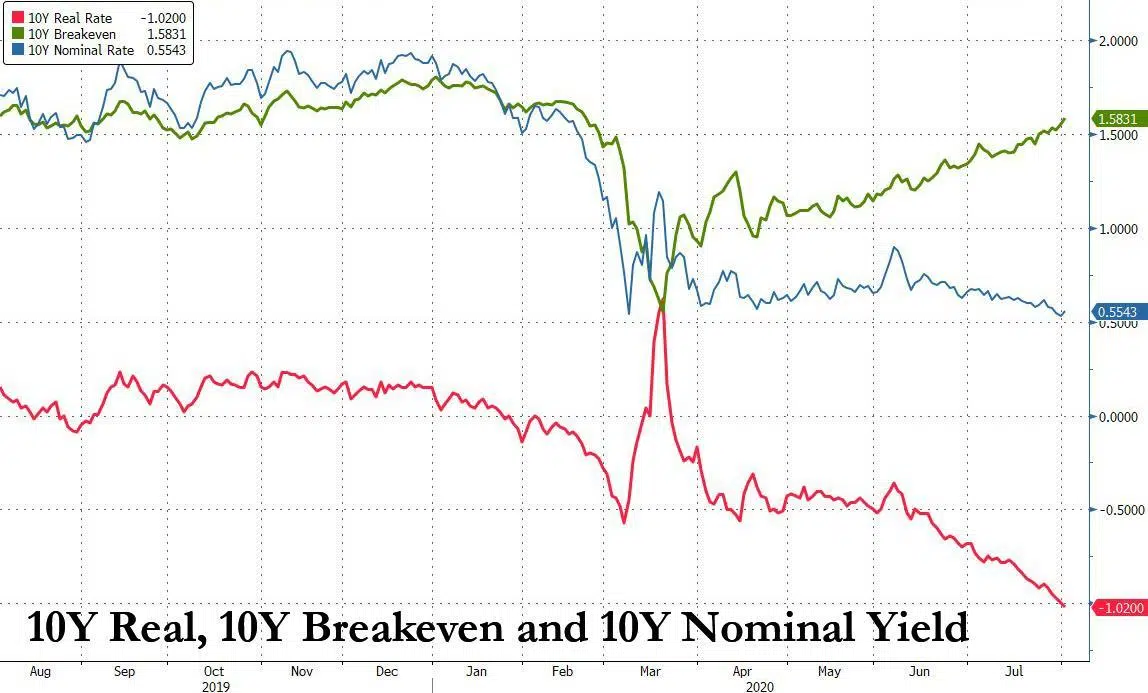 10Y Real Rate -1.0200
10Y Breakeven 1.5831
10Y Nominal Rate 0.5543
2.0000
1.5831
1.5000
1.0000
0.5543
0.5000
0.0000
-0.5000
-1.0200
10Y Real, 10Y Breakeven and 10Y Nominal Yield
Aug Sep Oct Nov Dec Jan Feb Mar Apr May Jun Jul
2019 2020